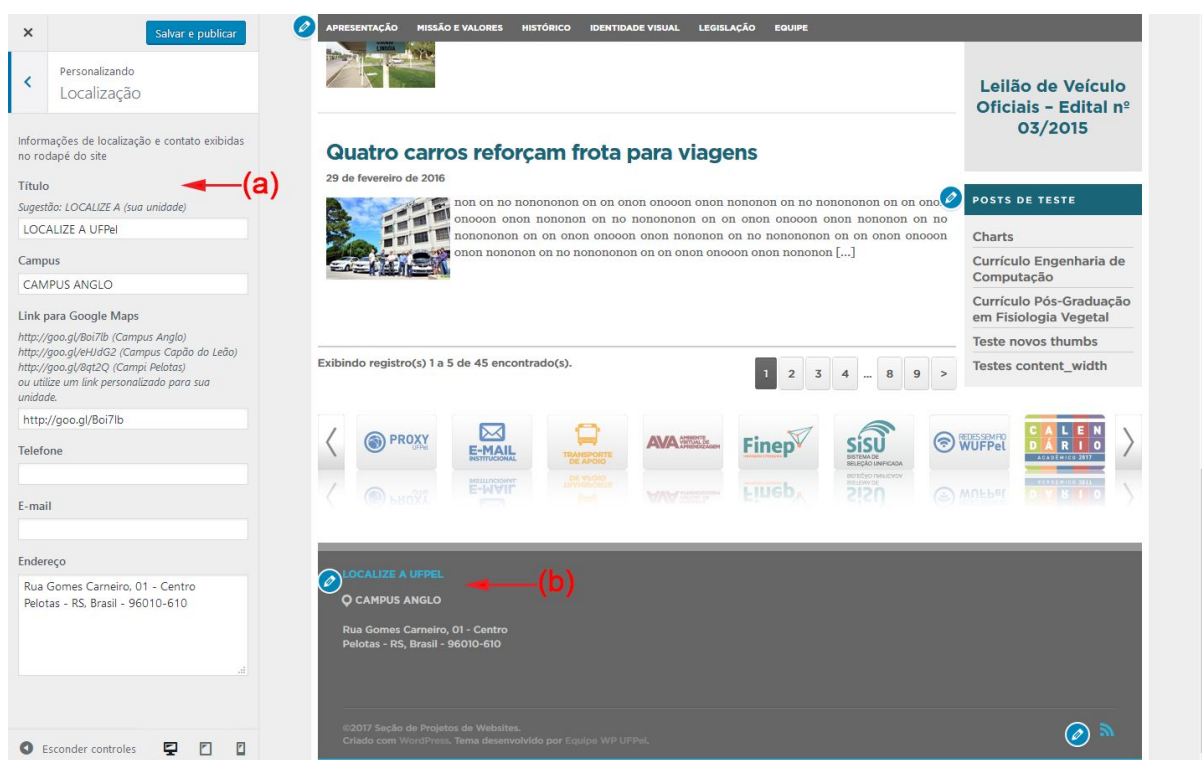 Salvar e publicar
Personalizando
Localização
Informações de localização e contato exibidas
no rodapé do site
(a)
Título
Sugestão: LOCALIZE A (sua unidade)
LOCALIZE A UFPel
Campus
CAMPUS ANGLO
Link para Google Maps
http://goo.gl/Boi7lb (Campus Anglo)
http://goo.gl/eHJdG2 (Campus Capão do Leão)
http://goo.gl/8qt2Q (Campi Pelotas)
ou utilize um link personalizado para sua
unidade.
http://goo.gl/Boi7lb
Telefone
E-mail
Endereço
Rua Gomes Carneiro, 01 - Centro
Pelotas - RS, Brasil - 96010-610
Esconder controles
APRESENTAÇÃO MISSÃO E VALORES HISTÓRICO IDENTIDADE VISUAL LEGISLAÇÃO EQUIPE
Quatro carros reforçam frota para viagens
29 de fevereiro de 2016
non on no nonononon on on onon onooon onon nononon on no nonononon on on
onooon onon nononon on no nonononon on on onon onooon onon nononon on no
nonononon on on onon onooon onon nononon on no nonononon on on onon onooon
onon nononon on no nonononon on on onon onooon onon nononon [...]
Exibindo registro(s) 1 a 5 de 45 encontrado(s).
1 2 3 4 ... 8 9 >
Leilão de Veículo
Oficiais – Edital nº
03/2015
POSTS DE TESTE
Charts
Currículo Engenharia de
Computação
Currículo Pós-Graduação
em Fisiologia Vegetal
Teste novos thumbs
Testes content_width
PROXY
UFPel
E-MAIL
INSTITUCIONAL
TRANSPORTE
DE APOIO
AVA AMBIENTE
VIRTUAL DE
APRENDIZAGEM
Finep
SiSU
SISTEMA DE
SELEÇÃO UNIFICADA
REDES SEM FIO
WUFPel
CALEN
DÁRIO
ACADÊMICO 2017
LOCALIZE A UFPEL
(b)
CAMPUS ANGLO
Rua Gomes Carneiro, 01 - Centro
Pelotas - RS, Brasil - 96010-610
©2017 Seção de Projetos de Websites.
Criado com WordPress. Tema desenvolvido por Equipe WP UFPel.